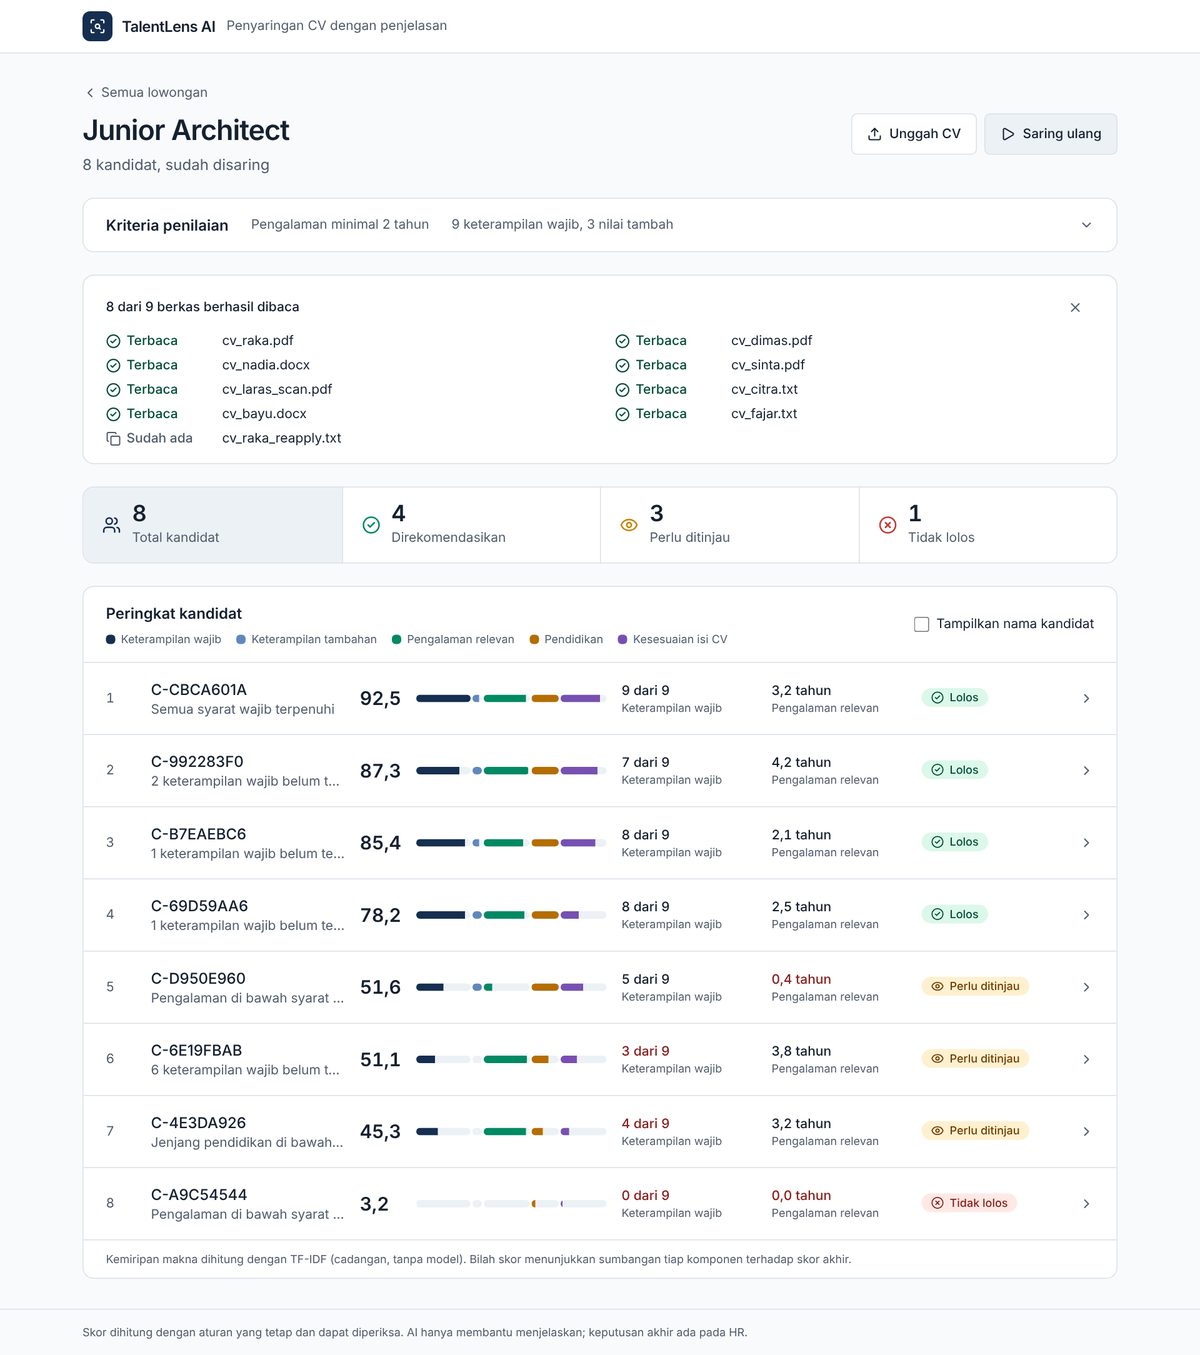 TalentLens AI Penyaringan CV dengan penjelasan
Semua lowongan
Junior Architect
8 kandidat, sudah disaring
Unggah CV
Saring ulang
Kriteria penilaian Pengalaman minimal 2 tahun 9 keterampilan wajib, 3 nilai tambah
8 dari 9 berkas berhasil dibaca
Terbaca cv_raka.pdf
Terbaca cv_dimas.pdf
Terbaca cv_nadia.docx
Terbaca cv_sinta.pdf
Terbaca cv_laras_scan.pdf
Terbaca cv_citra.txt
Terbaca cv_bayu.docx
Terbaca cv_fajar.txt
Sudah ada cv_raka_reapply.txt
8
Total kandidat
4
Direkomendasikan
3
Perlu ditinjau
1
Tidak lolos
Peringkat kandidat
Keterampilan wajib Keterampilan tambahan Pengalaman relevan Pendidikan Kesesuaian isi CV
Tampilkan nama kandidat
1
C-CBCA601A
Semua syarat wajib terpenuhi
92,5
9 dari 9
Keterampilan wajib
3,2 tahun
Pengalaman relevan
Lolos
2
C-992283F0
2 keterampilan wajib belum t...
87,3
7 dari 9
Keterampilan wajib
4,2 tahun
Pengalaman relevan
Lolos
3
C-B7EAEBC6
1 keterampilan wajib belum te...
85,4
8 dari 9
Keterampilan wajib
2,1 tahun
Pengalaman relevan
Lolos
4
C-69D59AA6
1 keterampilan wajib belum te...
78,2
8 dari 9
Keterampilan wajib
2,5 tahun
Pengalaman relevan
Lolos
5
C-D950E960
Pengalaman di bawah syarat ...
51,6
5 dari 9
Keterampilan wajib
0,4 tahun
Pengalaman relevan
Perlu ditinjau
6
C-6E19FBAB
6 keterampilan wajib belum t...
51,1
3 dari 9
Keterampilan wajib
3,8 tahun
Pengalaman relevan
Perlu ditinjau
7
C-4E3DA926
Jenjang pendidikan di bawah...
45,3
4 dari 9
Keterampilan wajib
3,2 tahun
Pengalaman relevan
Perlu ditinjau
8
C-A9C54544
Pengalaman di bawah syarat ...
3,2
0 dari 9
Keterampilan wajib
0,0 tahun
Pengalaman relevan
Tidak lolos
Kemiripan makna dihitung dengan TF-IDF (cadangan, tanpa model). Bilah skor menunjukkan sumbangan tiap komponen terhadap skor akhir.
Skor dihitung dengan aturan yang tetap dan dapat diperiksa. AI hanya membantu menjelaskan; keputusan akhir ada pada HR.